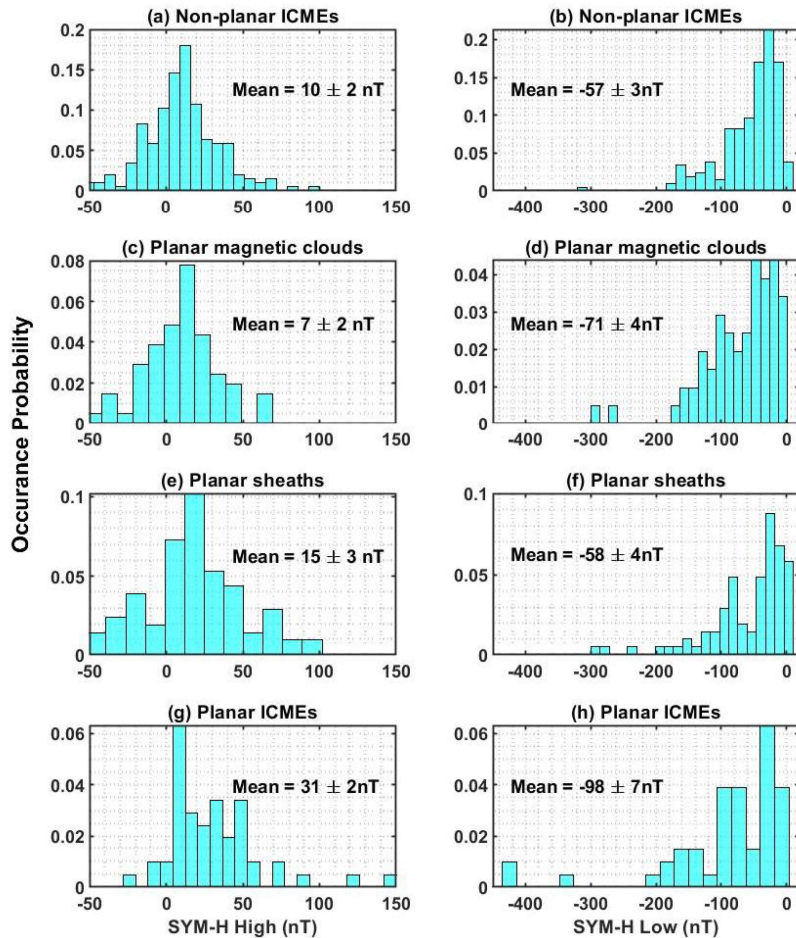 (a) Non-planar ICMEs
0.2
0.15
0.1
0.05
0
Mean = 10 ± 2 nT
-50 0 50 100 150
(b) Non-planar ICMEs
0.2
0.15
0.1
0.05
0
Mean = -57 ± 3nT
-400 -300 -200 -100 0
(c) Planar magnetic clouds
0.08
0.06
0.04
0.02
0
Mean = 7 ± 2 nT
-50 0 50 100 150
(d) Planar magnetic clouds
0.04
0.03
0.02
0.01
0
Mean = -71 ± 4nT
-400 -300 -200 -100 0
Occurance Probability
(e) Planar sheaths
0.1
0.05
0
Mean = 15 ± 3 nT
-50 0 50 100 150
(f) Planar sheaths
0.1
0.05
0
Mean = -58 ± 4nT
-400 -300 -200 -100 0
(g) Planar ICMEs
0.06
0.04
0.02
0
Mean = 31 ± 2nT
-50 0 50 100 150
SYM-H High (nT)
(h) Planar ICMEs
0.06
0.04
0.02
0
Mean = -98 ± 7nT
-400 -300 -200 -100 0
SYM-H Low (nT)